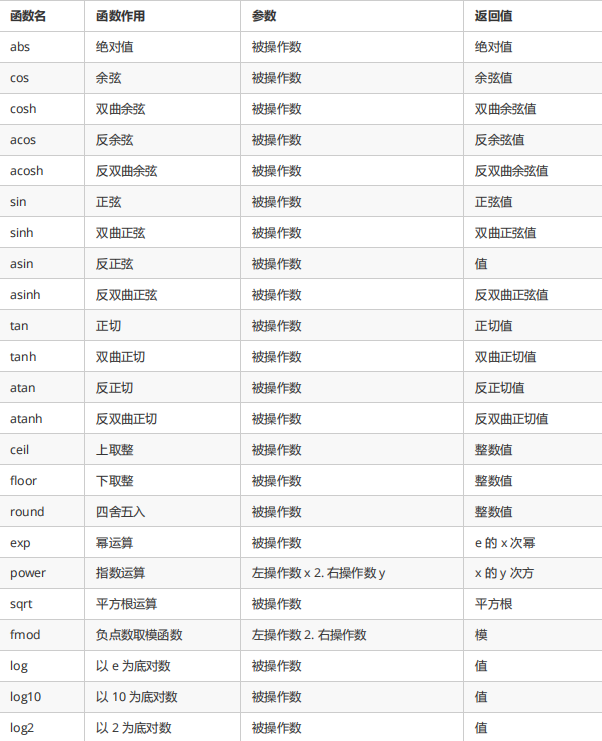 函数名 函数作用 参数 返回值
abs 绝对值 被操作数 绝对值
cos 余弦 被操作数 余弦值
cosh 双曲余弦 被操作数 双曲余弦值
acos 反余弦 被操作数 反余弦值
acosh 反双曲余弦 被操作数 反双曲余弦值
sin 正弦 被操作数 正弦值
sinh 双曲正弦 被操作数 双曲正弦值
asin 反正弦 被操作数 值
asinh 反双曲正弦 被操作数 反双曲正弦值
tan 正切 被操作数 正切值
tanh 双曲正切 被操作数 双曲正切值
atan 反正切 被操作数 反正切值
atanh 反双曲正切 被操作数 反双曲正切值
ceil 上取整 被操作数 整数值
floor 下取整 被操作数 整数值
round 四舍五入 被操作数 整数值
exp 幂运算 被操作数 e 的 x 次幂
power 指数运算 左操作数 x 2. 右操作数 y x 的 y 次方
sqrt 平方根运算 被操作数 平方根
fmod 负点数取模函数 左操作数 2. 右操作数 模
log 以 e 为底对数 被操作数 值
log10 以 10 为底对数 被操作数 值
log2 以 2 为底对数 被操作数 值